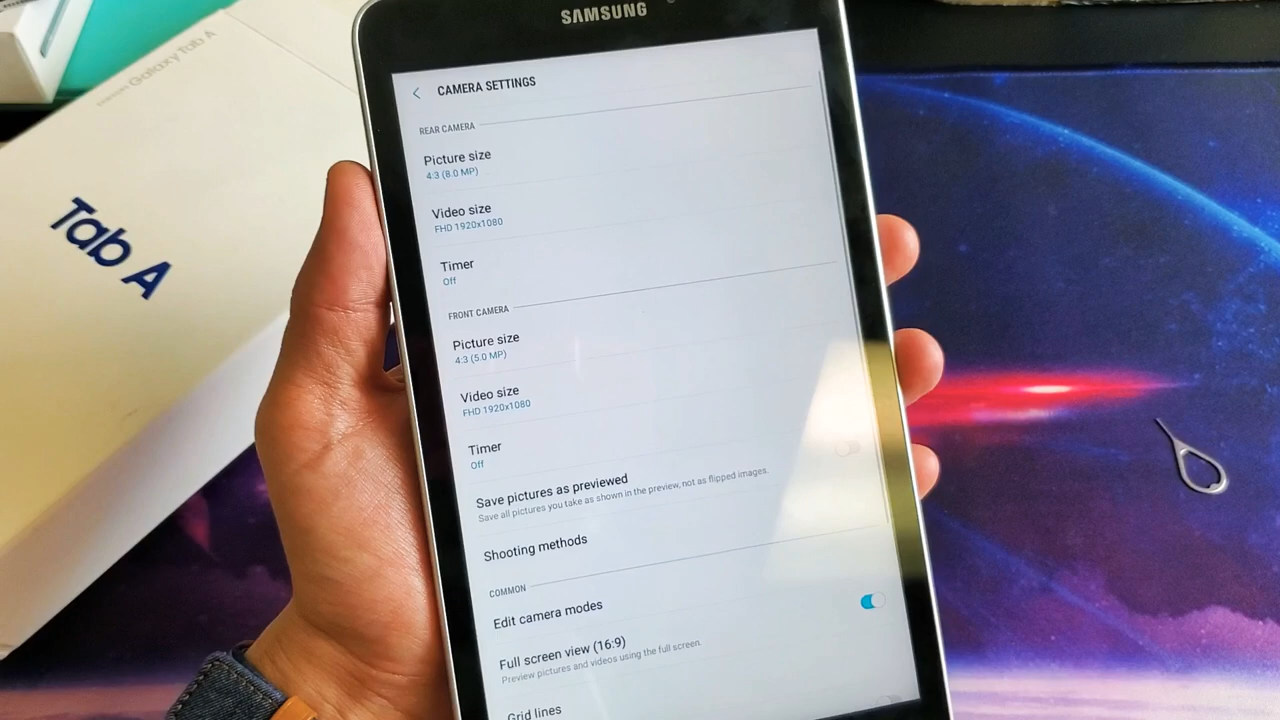 SAMSUNG
SAMSUNG Galaxy Tab A
Tab A
CAMERA SETTINGS
REAR CAMERA
Picture size
4:3 (8.0 MP)
Video size
FHD 1920x1080
Timer
Off
FRONT CAMERA
Picture size
4:3 (5.0 MP)
Video size
FHD 1920x1080
Timer
Off
Save pictures as previewed
Save all pictures you take as shown in the preview, not as flipped images.
Shooting methods
COMMON
Edit camera modes
Full screen view (16:9)
Preview pictures and videos using the full screen.
Grid lines